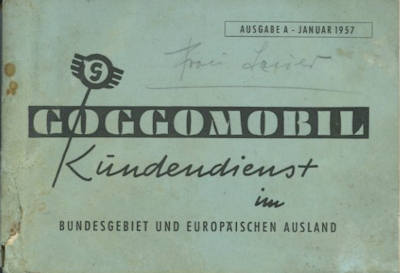 AUSGABE A - JANUAR 1957
G
GOGGOMOBIL
Kundendienst
im
BUNDESGEBIET UND EUROPÄISCHEN AUSLAND